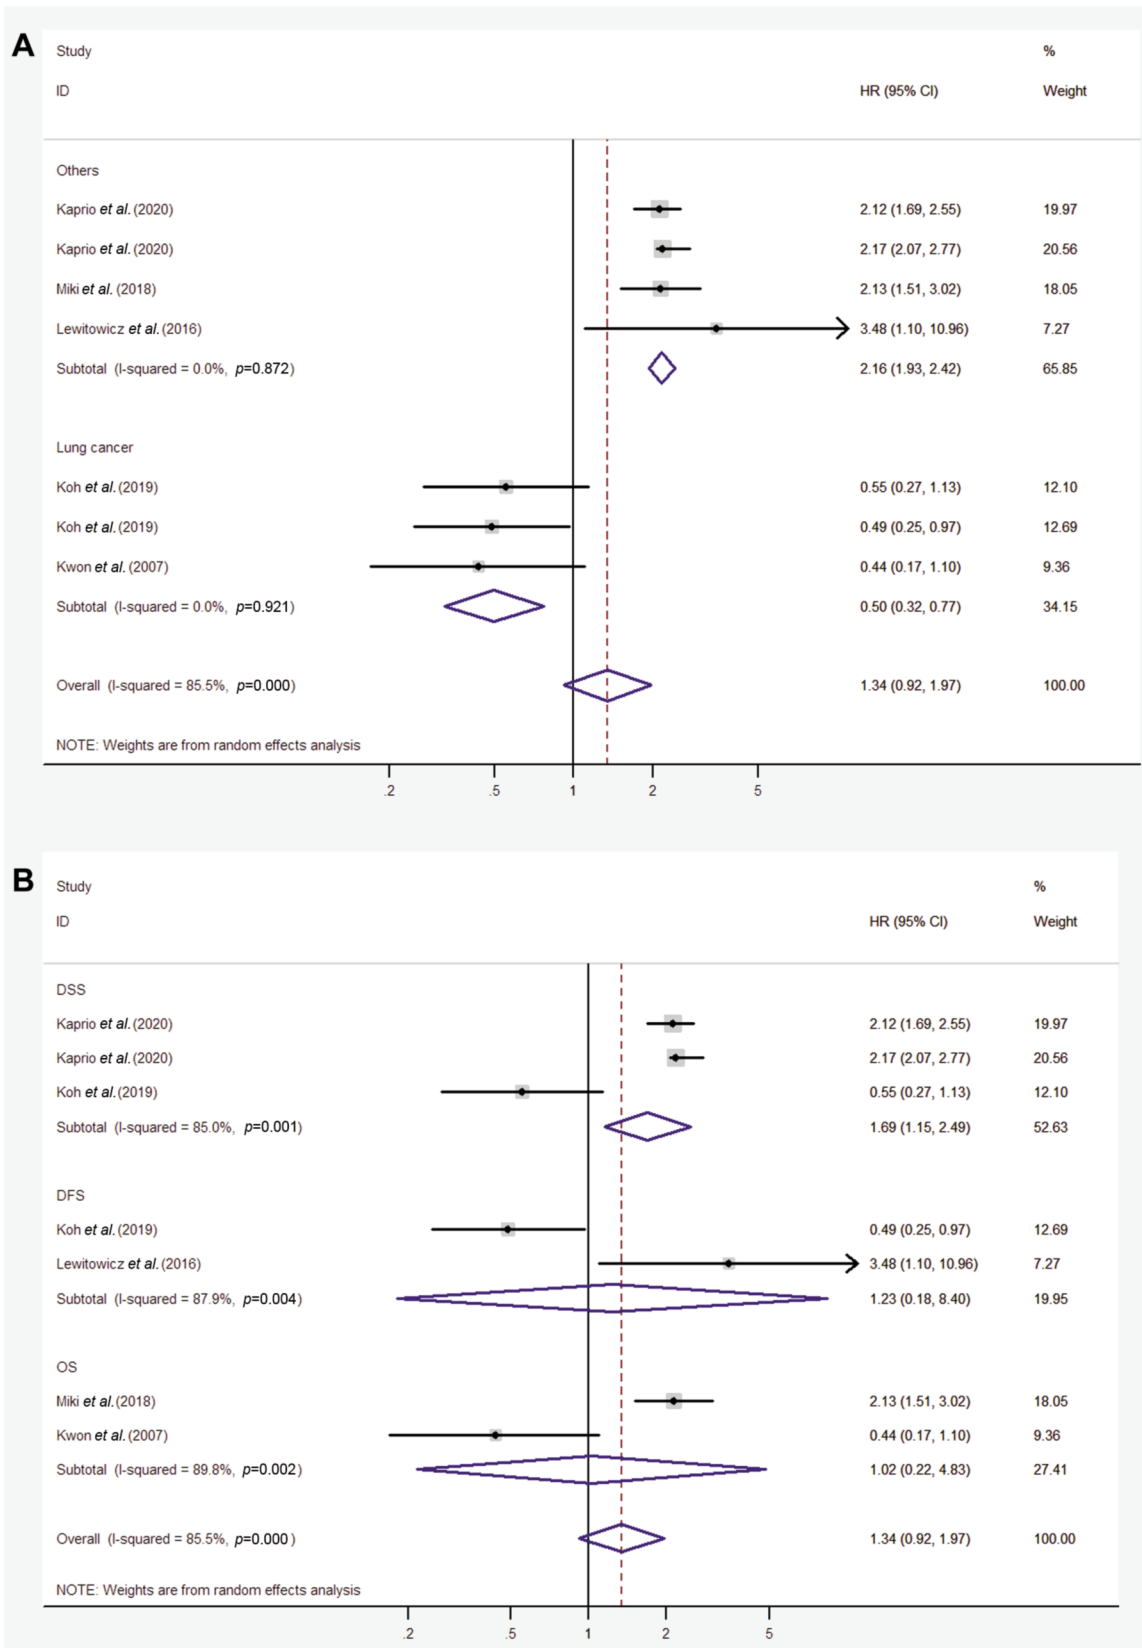 A
Study %
ID HR (95% CI) Weight
Others
Kaprio et al. (2020) 2.12 (1.69, 2.55) 19.97
Kaprio et al. (2020) 2.17 (2.07, 2.77) 20.56
Miki et al. (2018) 2.13 (1.51, 3.02) 18.05
Lewitowicz et al. (2016) 3.48 (1.10, 10.96) 7.27
Subtotal (I-squared = 0.0%, p=0.872) 2.16 (1.93, 2.42) 65.85
Lung cancer
Koh et al. (2019) 0.55 (0.27, 1.13) 12.10
Koh et al. (2019) 0.49 (0.25, 0.97) 12.69
Kwon et al. (2007) 0.44 (0.17, 1.10) 9.36
Subtotal (I-squared = 0.0%, p=0.921) 0.50 (0.32, 0.77) 34.15
Overall (I-squared = 85.5%, p=0.000) 1.34 (0.92, 1.97) 100.00
NOTE: Weights are from random effects analysis
.2 .5 1 2 5
B
Study %
ID HR (95% CI) Weight
DSS
Kaprio et al. (2020) 2.12 (1.69, 2.55) 19.97
Kaprio et al. (2020) 2.17 (2.07, 2.77) 20.56
Koh et al. (2019) 0.55 (0.27, 1.13) 12.10
Subtotal (I-squared = 85.0%, p=0.001) 1.69 (1.15, 2.49) 52.63
DFS
Koh et al. (2019) 0.49 (0.25, 0.97) 12.69
Lewitowicz et al. (2016) 3.48 (1.10, 10.96) 7.27
Subtotal (I-squared = 87.9%, p=0.004) 1.23 (0.18, 8.40) 19.95
OS
Miki et al. (2018) 2.13 (1.51, 3.02) 18.05
Kwon et al. (2007) 0.44 (0.17, 1.10) 9.36
Subtotal (I-squared = 89.8%, p=0.002) 1.02 (0.22, 4.83) 27.41
Overall (I-squared = 85.5%, p=0.000) 1.34 (0.92, 1.97) 100.00
NOTE: Weights are from random effects analysis
.2 .5 1 2 5